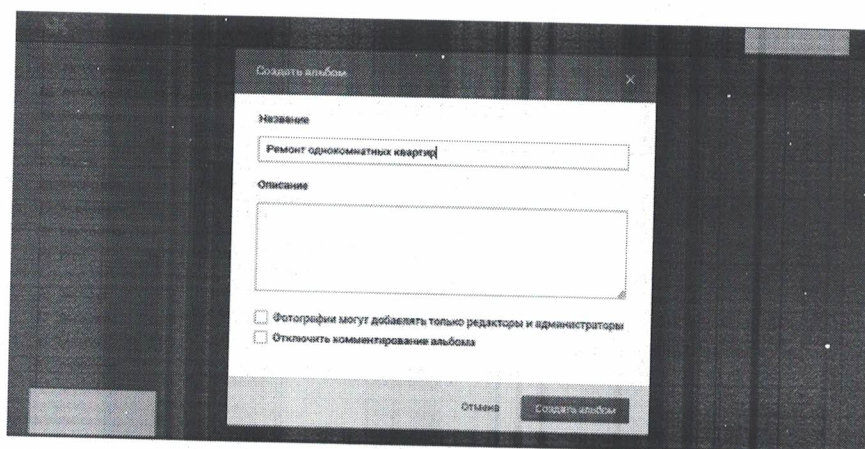 Создать альбом
Название
Ремонт однокомнатных квартир
Описание
Фотографии могут добавлять только редакторы и администраторы
Отключить комментирование альбома
Отмена
Создать альбом